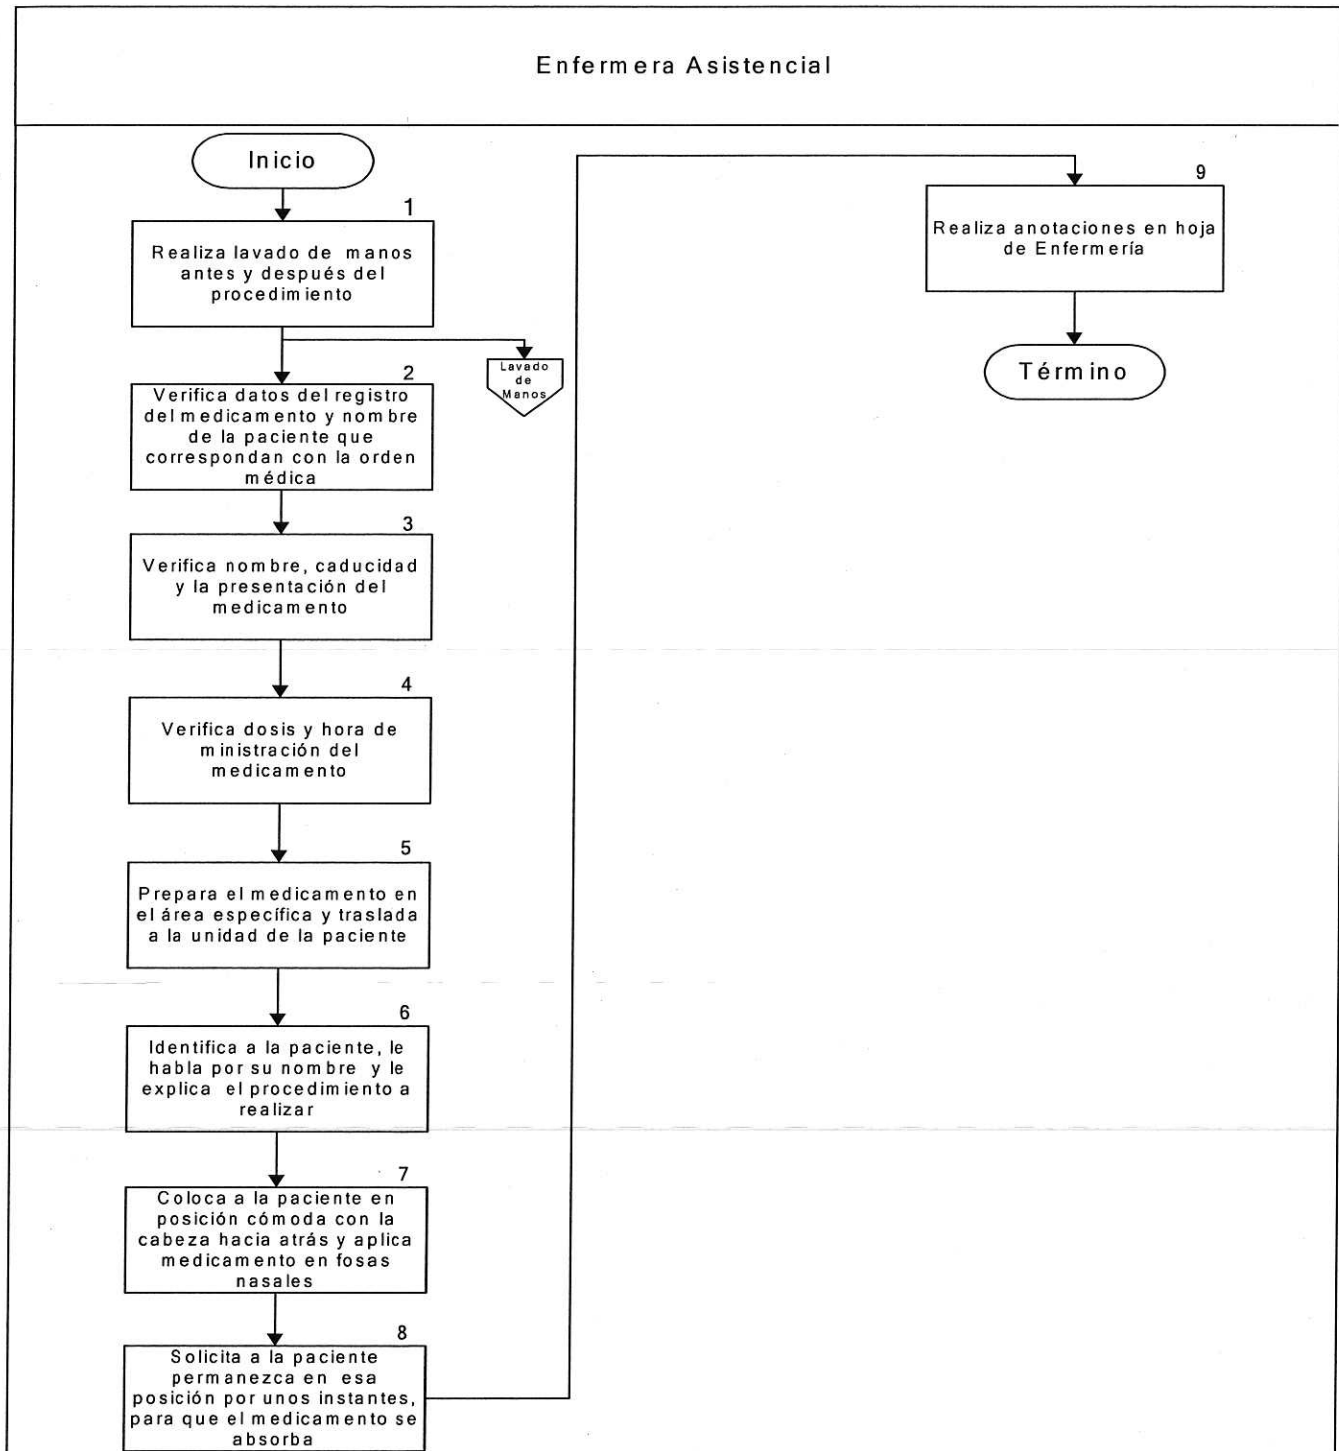 Enfermera Asistencial
Inicio
1
Realiza lavado de manos
antes y después del
procedimiento
Lavado
de
Manos
2
Verifica datos del registro
del medicamento y nombre
de la paciente que
correspondan con la orden
médica
3
Verifica nombre, caducidad
y la presentación del
medicamento
4
Verifica dosis y hora de
ministración del
medicamento
5
Prepara el medicamento en
el área específica y traslada
a la unidad de la paciente
6
Identifica a la paciente, le
habla por su nombre y le
explica el procedimiento a
realizar
7
Coloca a la paciente en
posición cómoda con la
cabeza hacia atrás y aplica
medicamento en fosas
nasales
8
Solicita a la paciente
permanezca en esa
posición por unos instantes,
para que el medicamento se
absorba
9
Realiza anotaciones en hoja
de Enfermería
Término